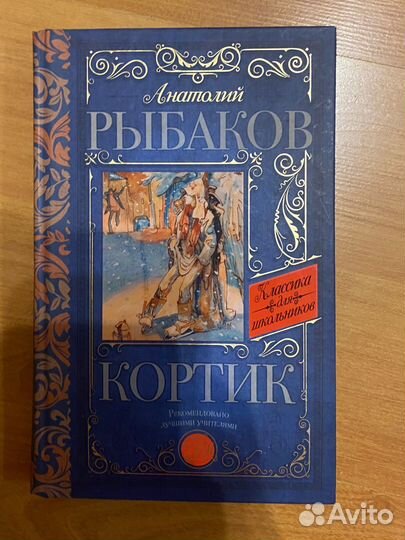 Анатолий
РЫБАКОВ
Классика
для
школьников
КОРТИК
Рекомендовано
лучшими учителями
Avito